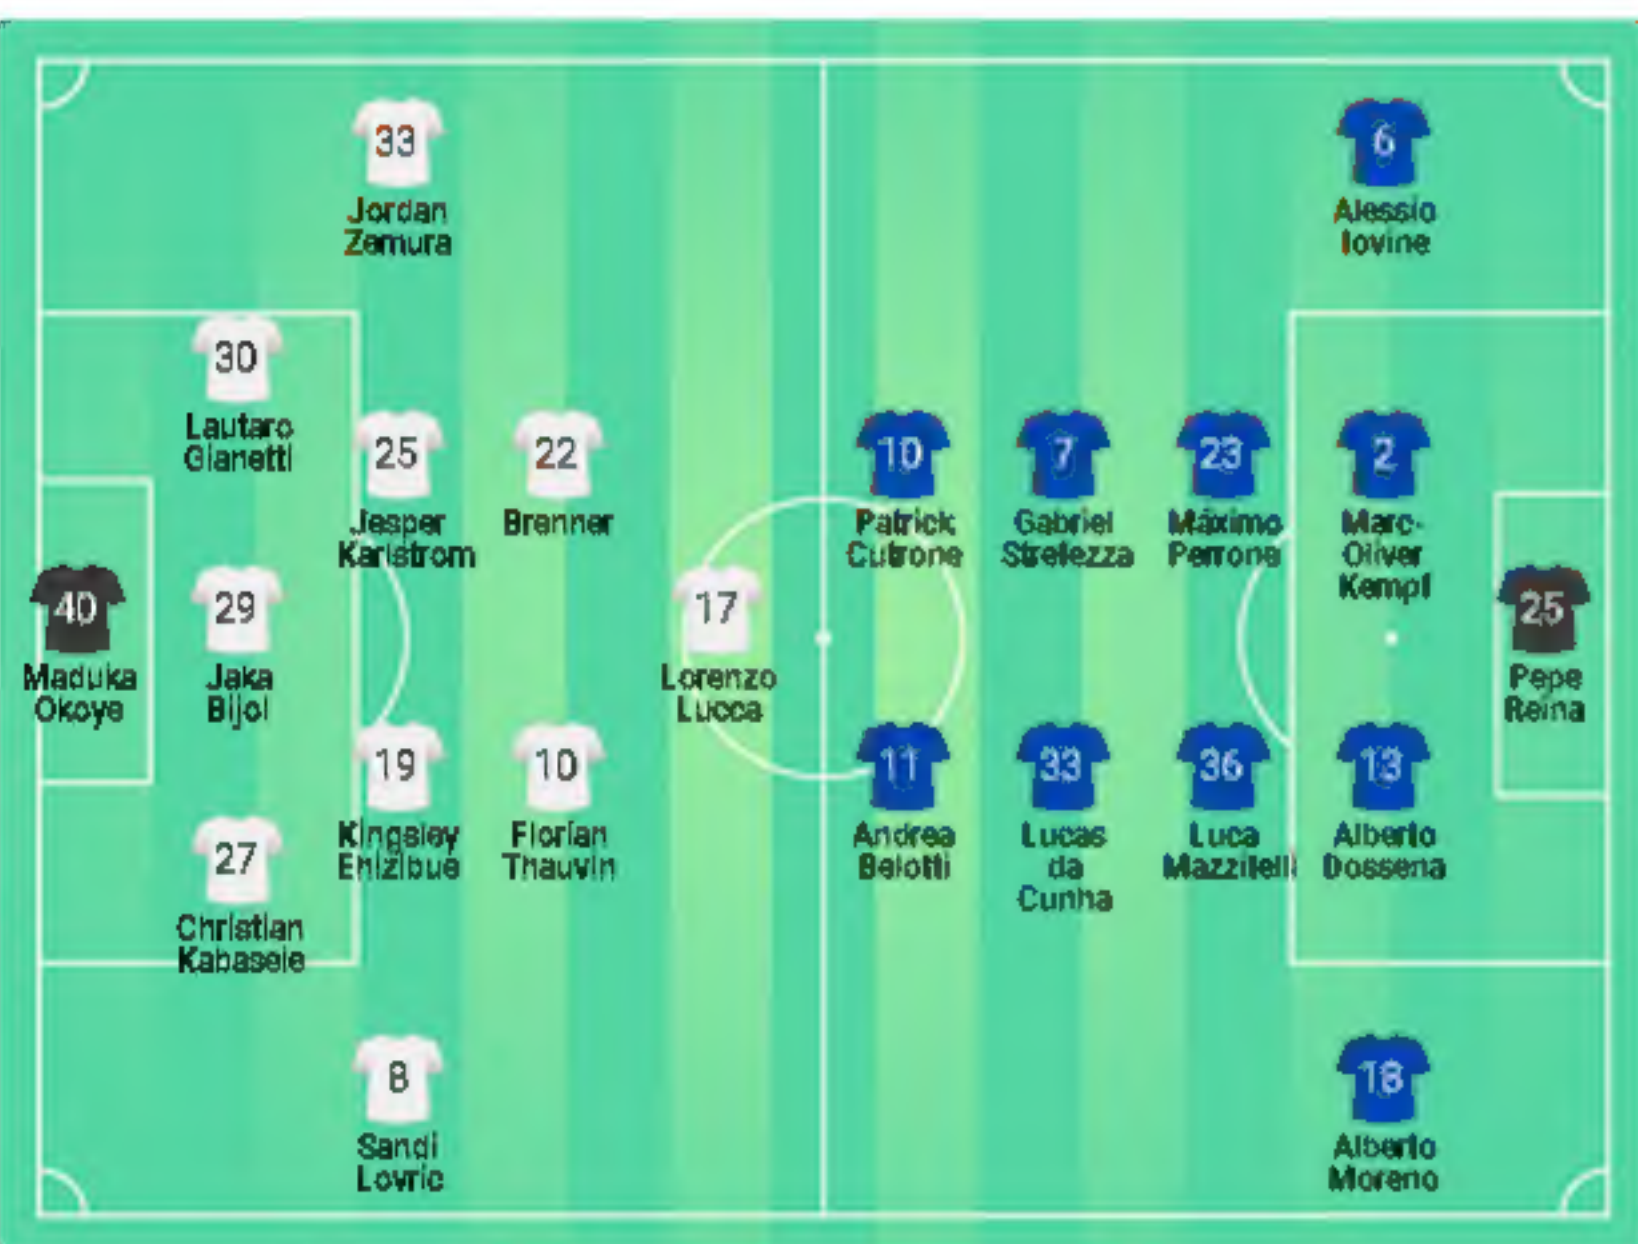 33
Jordan
Zemura
6
Alessio
Iovine
30
Lautaro
Gianetti
25
Jesper
Karlstrom
22
Brenner
10
Patrick
Cutrone
7
Gabriel
Strefezza
23
Máximo
Perrone
2
Marc-
Oliver
Kempf
40
Maduka
Okoye
29
Jaka
Bijol
17
Lorenzo
Lucca
25
Pepe
Reina
19
Kingsley
Ehizibue
10
Florian
Thauvin
11
Andrea
Belotti
33
Lucas
da
Cunha
36
Luca
Mazzitelli
13
Alberto
Dossena
27
Christian
Kabasele
8
Sandi
Lovric
18
Alberto
Moreno